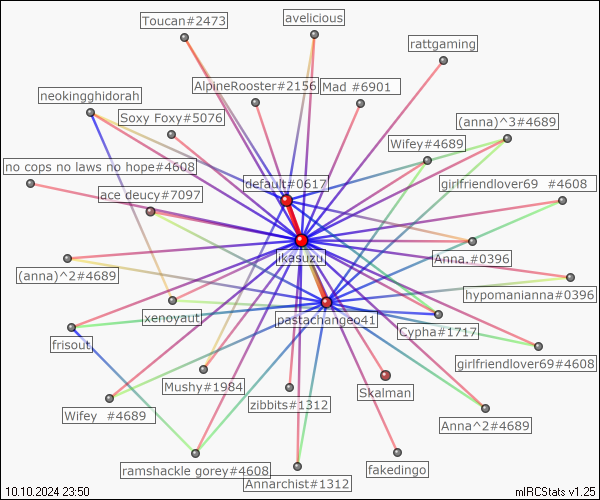 Toucan#2473
avelicious
rattgaming
neokingghidorah
AlpineRooster#2156
Mad #6901
Soxy Foxy#5076
(anna)^3#4689
Wifey#4689
no cops no laws no hope#4608
default#0617
girlfriendlover69 #4608
ace deucy#7097
ikasuzu
Anna.#0396
(anna)^2#4689
hypomanianna#0396
xenoyaut
pastachangeo41
Cypha#1717
frisout
girlfriendlover69#4608
Mushy#1984
Skalman
zibbits#1312
Wifey #4689
Anna^2#4689
ramshackle gorey#4608
fakedingo
Annarchist#1312
10.10.2024 23:50
mIRCStats v1.25